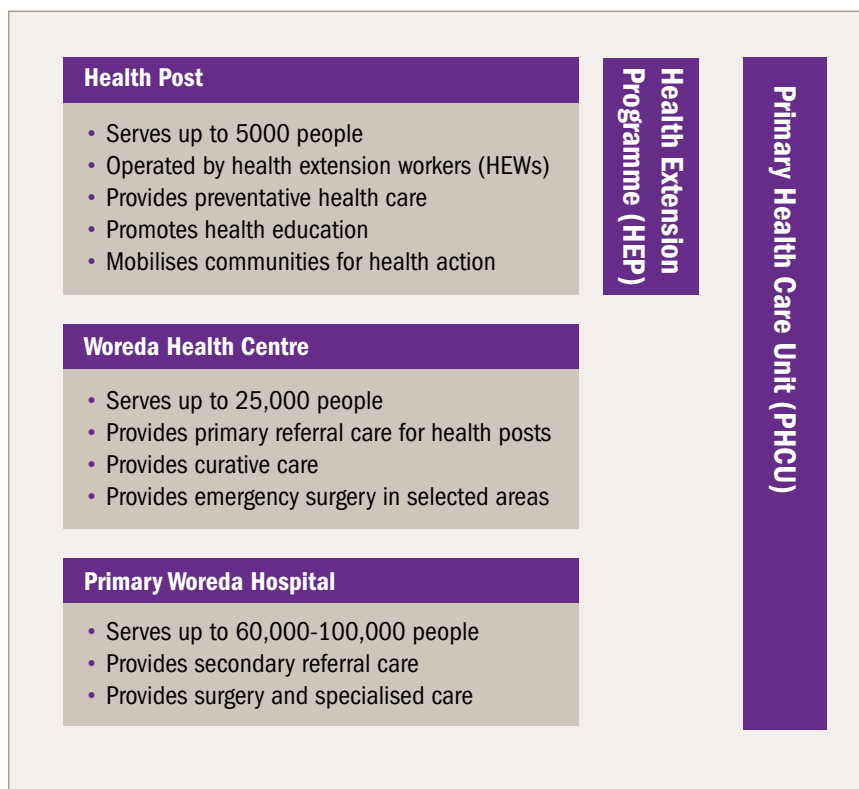 Health Post
• Serves up to 5000 people
• Operated by health extension workers (HEWs)
• Provides preventative health care
• Promotes health education
• Mobilises communities for health action
Health Extension
Programme (HEP)
Primary Health Care Unit (PHCU)
Woreda Health Centre
• Serves up to 25,000 people
• Provides primary referral care for health posts
• Provides curative care
• Provides emergency surgery in selected areas
Primary Woreda Hospital
• Serves up to 60,000-100,000 people
• Provides secondary referral care
• Provides surgery and specialised care